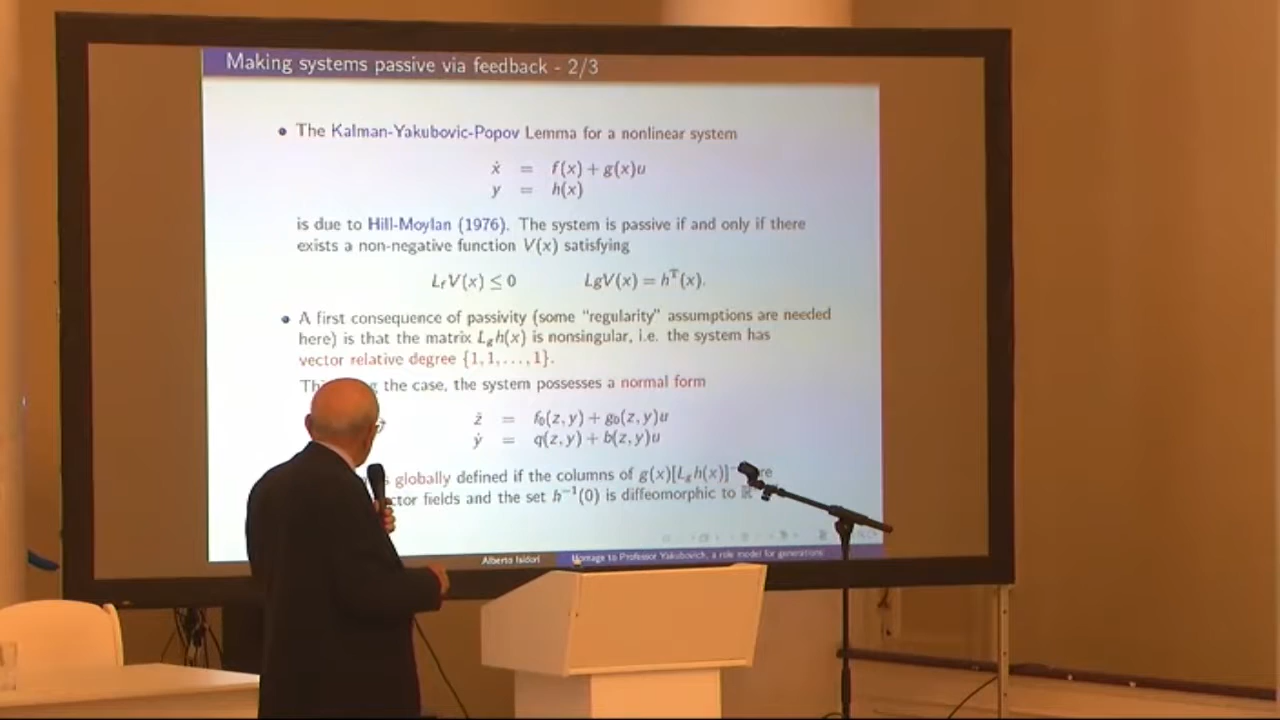 Making systems passive via feedback - 2/3
• The Kalman-Yakubovic-Popov Lemma for a nonlinear system
ẋ = f(x) + g(x)u
y = h(x)
is due to Hill-Moylan (1976). The system is passive if and only if there
exists a non-negative function V(x) satisfying
LfV(x) ≤ 0 LgV(x) = hᵀ(x).
• A first consequence of passivity (some "regularity" assumptions are needed
here) is that the matrix Lgh(x) is nonsingular, i.e. the system has
vector relative degree {1, 1, . . . , 1}.
the case, the system possesses a normal form
ż = f₀(z, y) + g₀(z, y)u
ẏ = q(z, y) + b(z, y)u
globally defined if the columns of g(x)[Lgh(x)]
fields and the set h⁻¹(0) is diffeomorphic to ℝ
Alberto Isidori Homage to Professor Yakubovich, a role model for generations